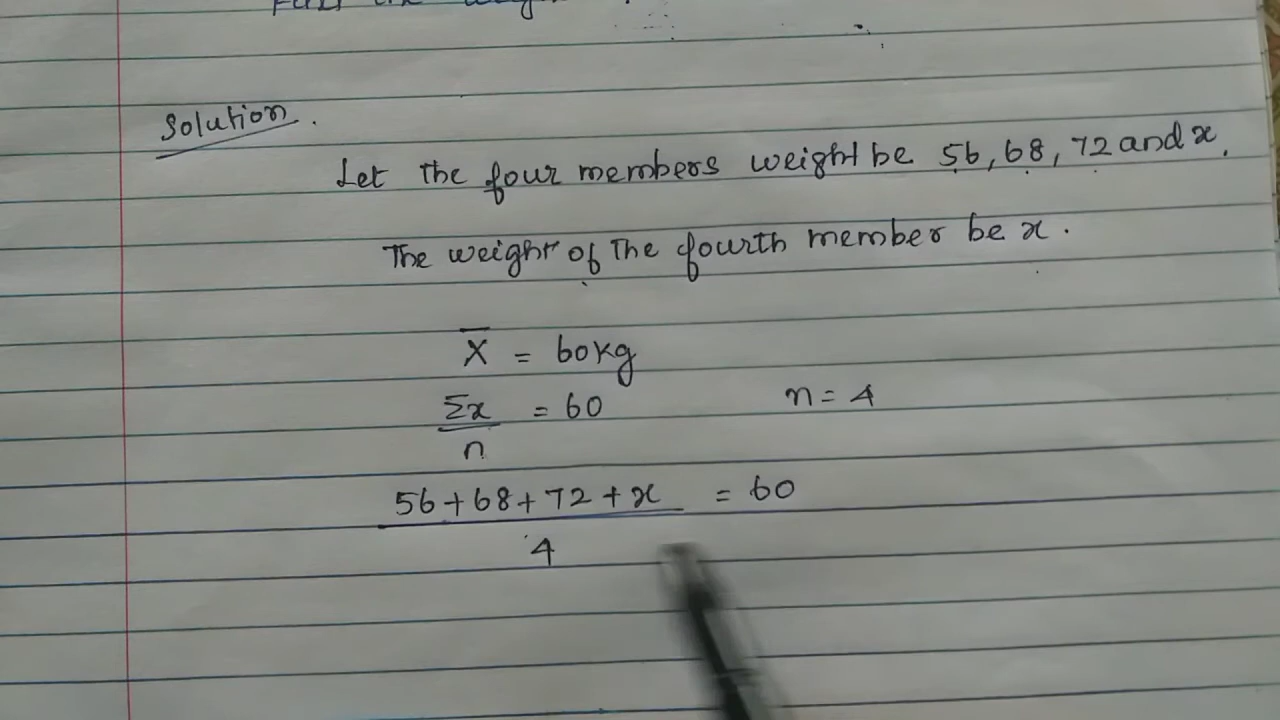 Solution.
Let the four members weight be 56, 68, 72 and x.
The weight of the fourth member be x.
X̅ = 60kg
Σx/n = 60 n = 4
56 + 68 + 72 + x / 4 = 60